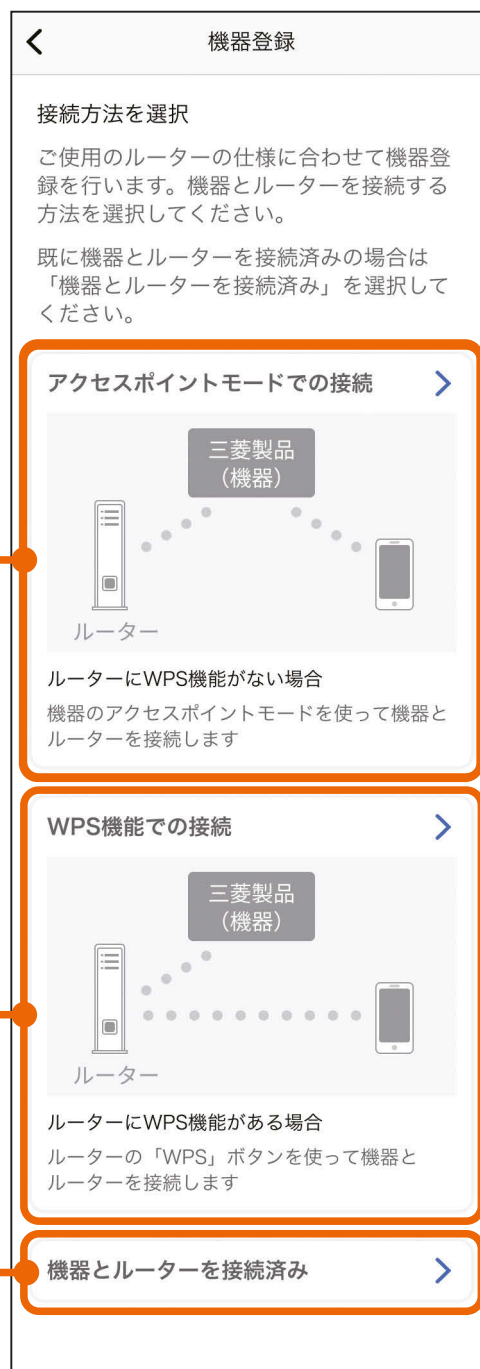 機器登録
接続方法を選択
ご使用のルーターの仕様に合わせて機器登
録を行います。機器とルーターを接続する
方法を選択してください。
既に機器とルーターを接続済みの場合は
「機器とルーターを接続済み」を選択して
ください。
アクセスポイントモードでの接続
三菱製品
（機器）
ルーター
ルーターにWPS機能がない場合
機器のアクセスポイントモードを使って機器と
ルーターを接続します
WPS機能での接続
三菱製品
（機器）
ルーター
ルーターにWPS機能がある場合
ルーターの「WPS」ボタンを使って機器と
ルーターを接続します
機器とルーターを接続済み